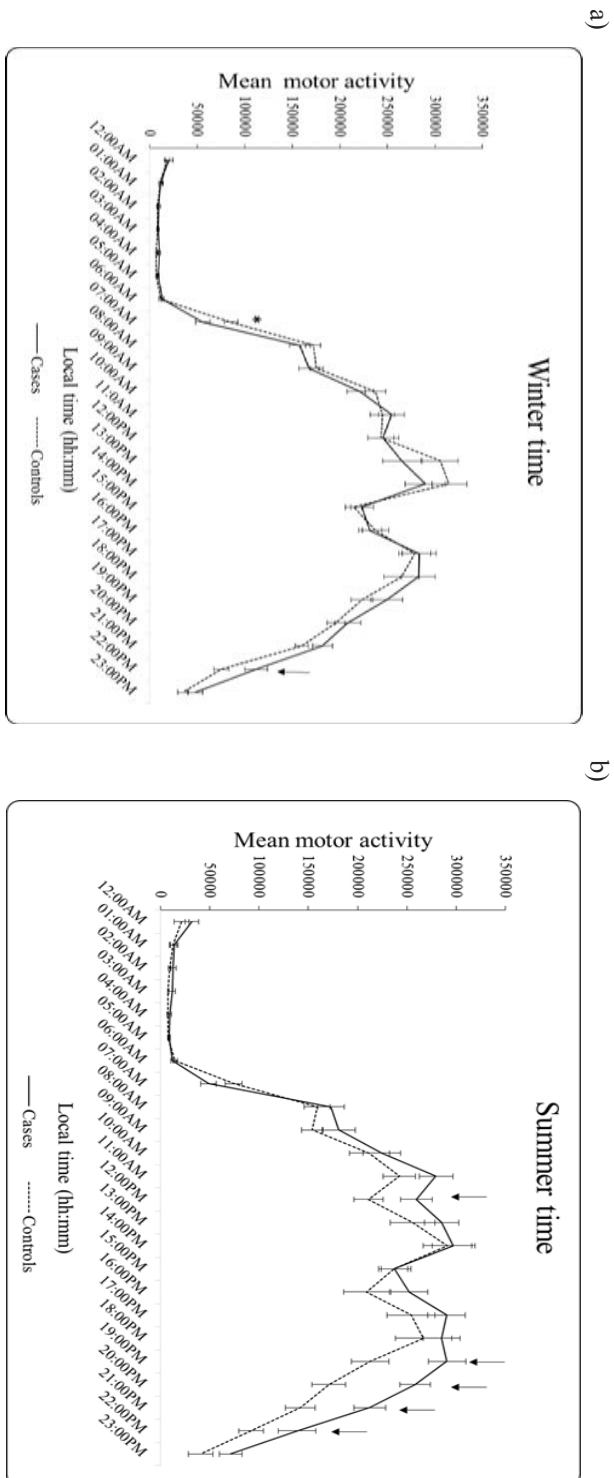 a)
Winter time
Mean motor activity
350000
300000
250000
200000
150000
100000
50000
0
12:00AM
01:00AM
02:00AM
03:00AM
04:00AM
05:00AM
06:00AM
07:00AM
08:00AM
09:00AM
10:00AM
11:0AM
12:00PM
13:00PM
14:00PM
15:00PM
16:00PM
17:00PM
18:00PM
19:00PM
20:00PM
21:00PM
22:00PM
23:00PM
*
Local time (hh:mm)
Cases Controls
b)
Summer time
Mean motor activity
350000
300000
250000
200000
150000
100000
50000
0
12:00AM
01:00AM
02:00AM
03:00AM
04:00AM
05:00AM
06:00AM
07:00AM
08:00AM
09:00AM
10:00AM
11:00AM
12:00PM
13:00PM
14:00PM
15:00PM
16:00PM
17:00PM
18:00PM
19:00PM
20:00PM
21:00PM
22:00PM
23:00PM
Local time (hh:mm)
Cases Controls